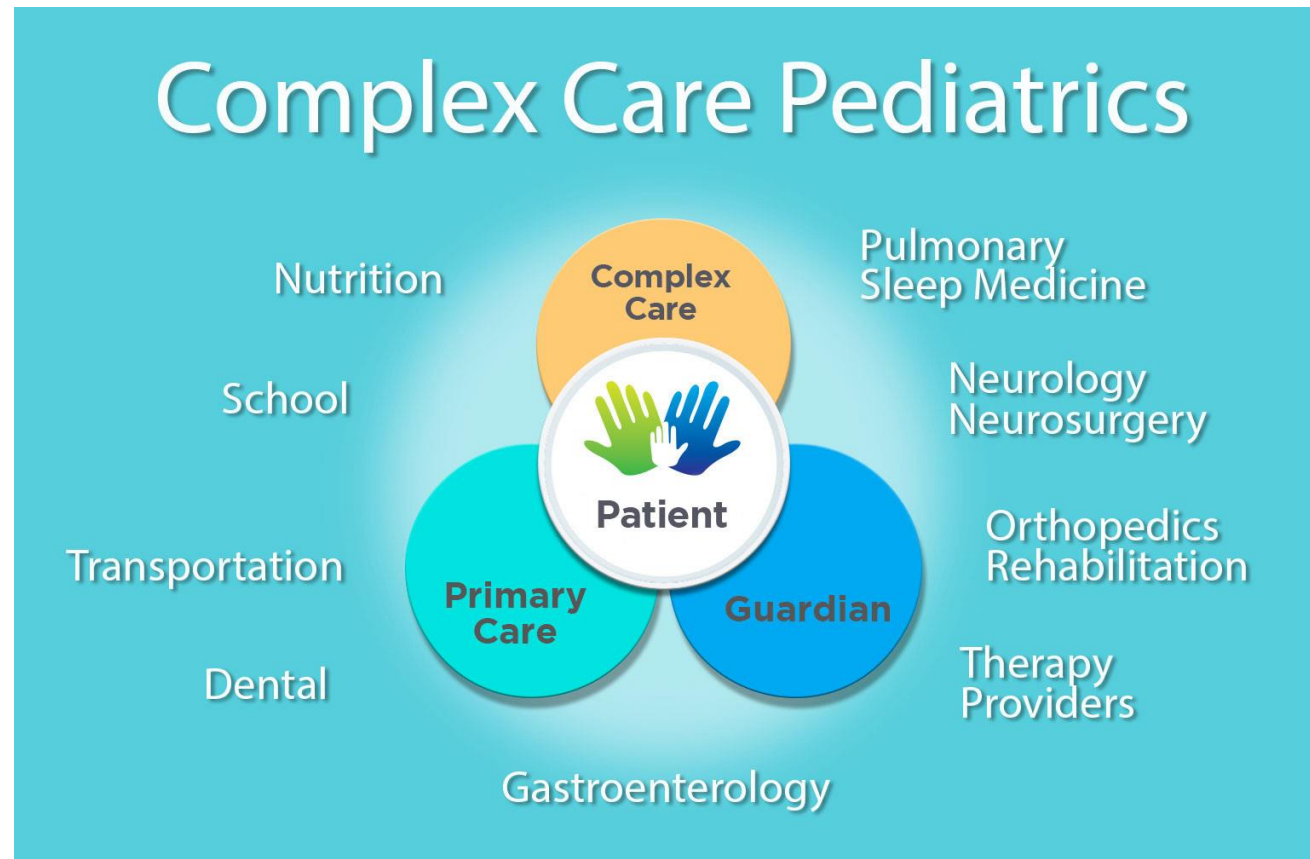 Complex Care Pediatrics
Nutrition
School
Transportation
Dental
Complex
Care
Patient
Primary
Care
Guardian
Pulmonary
Sleep Medicine
Neurology
Neurosurgery
Orthopedics
Rehabilitation
Therapy
Providers
Gastroenterology